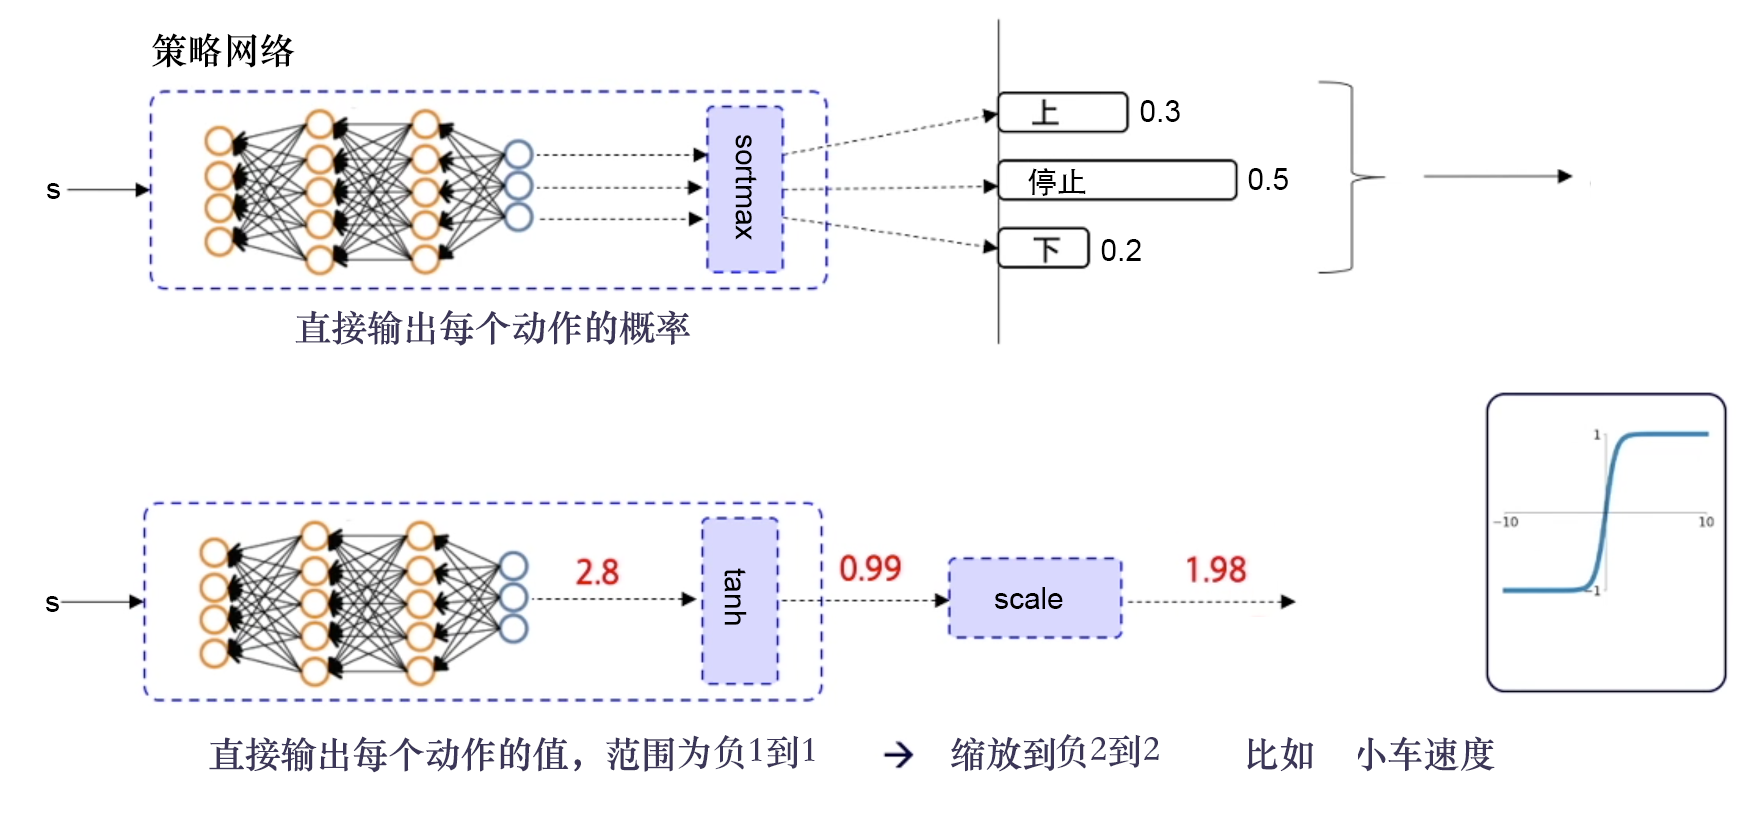 策略网络
s
sortmax
上 0.3
停止 0.5
下 0.2
直接输出每个动作的概率
s
2.8
tanh
0.99
scale
1.98
1
-10
10
-1
直接输出每个动作的值，范围为负1到1 → 缩放到负2到2 比如 小车速度